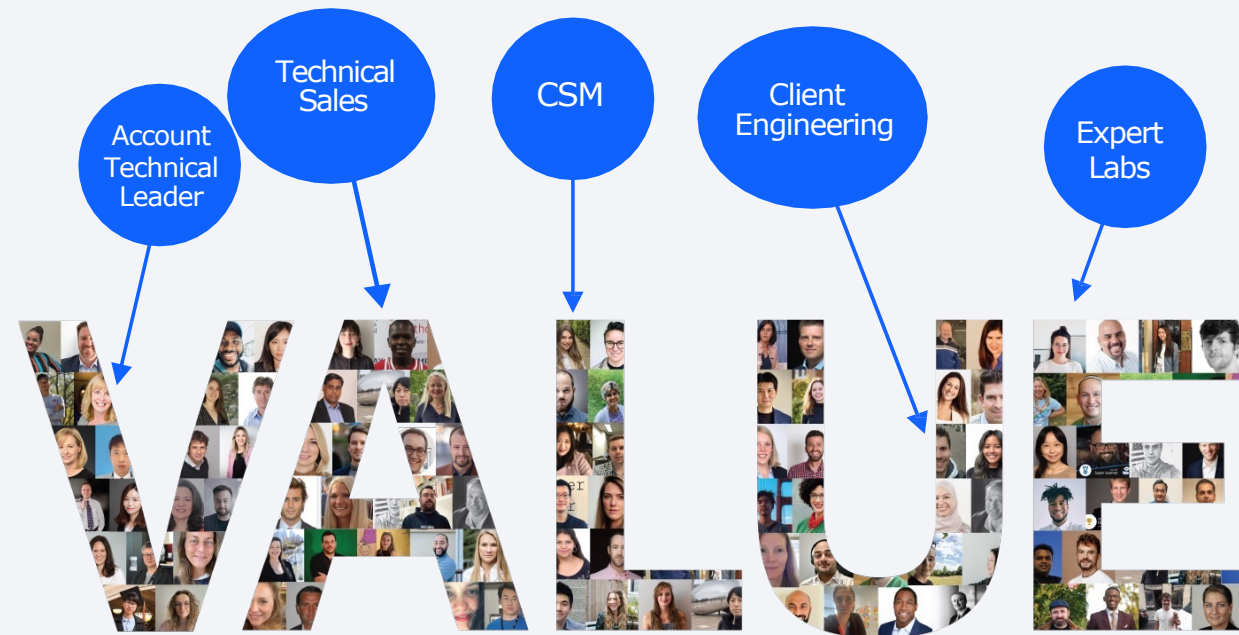 Account
Technical
Leader
Technical
Sales
CSM
Client
Engineering
Expert
Labs
VALUE